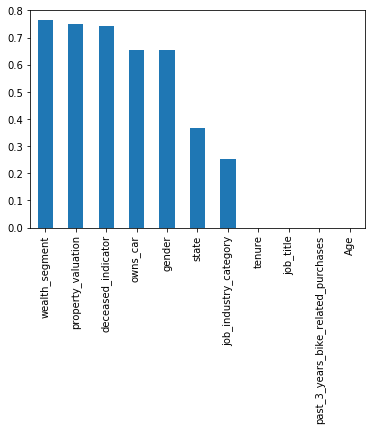 0.8
0.7
0.6
0.5
0.4
0.3
0.2
0.1
0.0
wealth_segment
property_valuation
deceased_indicator
owns_car
gender
state
job_industry_category
tenure
job_title
past_3_years_bike_related_purchases
Age